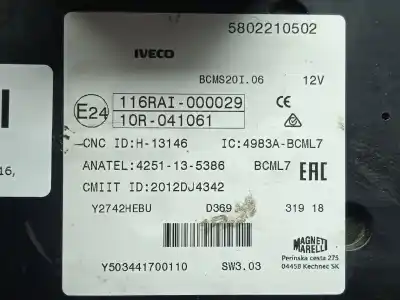 5802210502
IVECO
BCMS20I.06 12V
E24 116RAI-000029 CE
10R-041061
CNC ID:H-13146 IC:4983A-BCML7
ANATEL:4251-13-5386 BCML7 EAC
CMIIT ID:2012DJ4342
Y2742HEBU D369 319 18
MAGNETI
MARELLI
Perinska cesta 275
04458 Kechnec SK
Y503441700110 SW3.03
16,